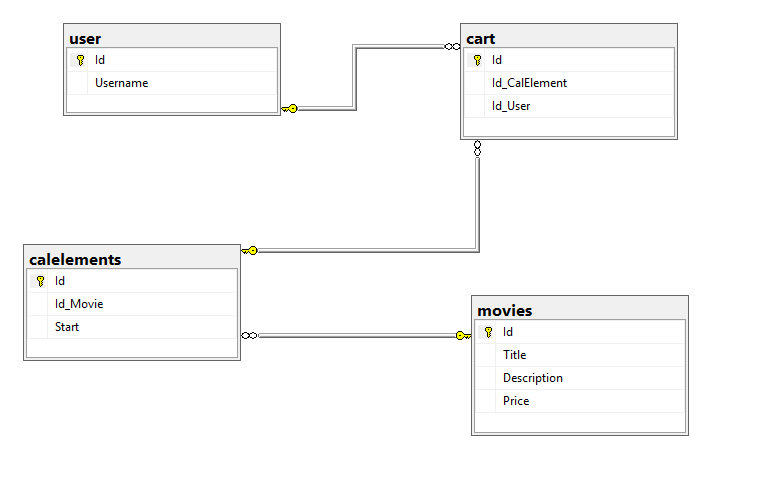 user
Id
Username
cart
Id
Id_CalElement
Id_User
calelements
Id
Id_Movie
Start
movies
Id
Title
Description
Price